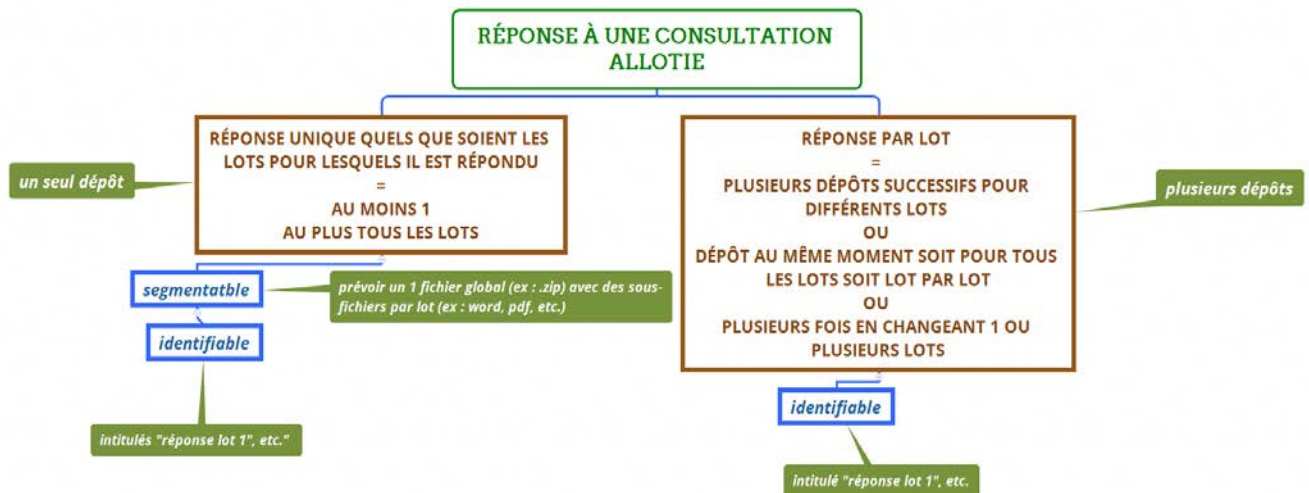 RÉPONSE À UNE CONSULTATION
ALLOTIE
RÉPONSE UNIQUE QUELS QUE SOIENT LES
LOTS POUR LESQUELS IL EST RÉPONDU
=
AU MOINS 1
AU PLUS TOUS LES LOTS
un seul dépôt
segmentatble
prévoir un 1 fichier global (ex : .zip) avec des sous-
fichiers par lot (ex : word, pdf, etc.)
identifiable
intitulés "réponse lot 1", etc."
RÉPONSE PAR LOT
=
PLUSIEURS DÉPÔTS SUCCESSIFS POUR
DIFFÉRENTS LOTS
OU
DÉPÔT AU MÊME MOMENT SOIT POUR TOUS
LES LOTS SOIT LOT PAR LOT
OU
PLUSIEURS FOIS EN CHANGEANT 1 OU
PLUSIEURS LOTS
plusieurs dépôts
identifiable
intitulé "réponse lot 1", etc.